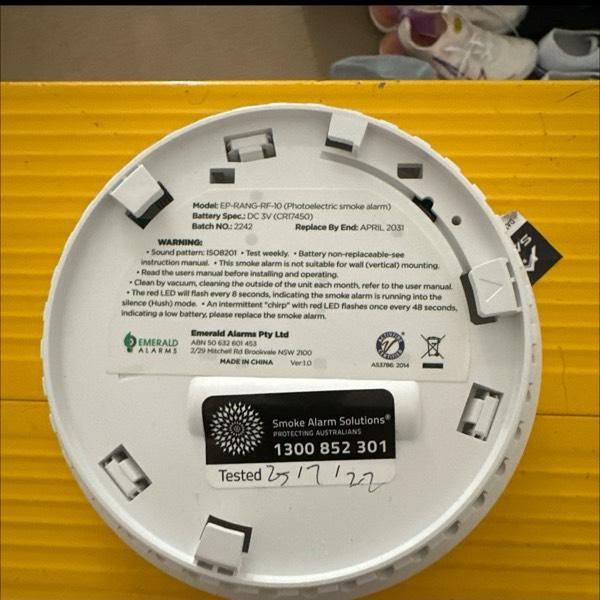 Model: EP-RANG-RF-10 (Photoelectric smoke alarm)
Battery Spec.: DC 3V (CR17450)
Batch NO.: 2242 Replace By End: APRIL 2031
WARNING:
• Sound pattern: ISO8201 • Test weekly. • Battery non-replaceable-see
instruction manual. • This smoke alarm is not suitable for wall (vertical) mounting.
• Read the users manual before installing and operating.
• Clean by vacuum, cleaning the outside of the unit each month, refer to the user manual.
• The red LED will flash every 8 seconds, indicating the smoke alarm is running into the
silence (Hush) mode. • An intermittent "chirp" with red LED flashes once every 48 seconds,
indicating a low battery, please replace the smoke alarm.
EMERALD
ALARMS
Emerald Alarms Pty Ltd
ABN 50 632 601 453
2/29 Mitchell Rd Brookvale NSW 2100
MADE IN CHINA Ver:1.0
AS3786: 2014
Smoke Alarm Solutions®
PROTECTING AUSTRALIANS
1300 852 301
Tested 25/7/22